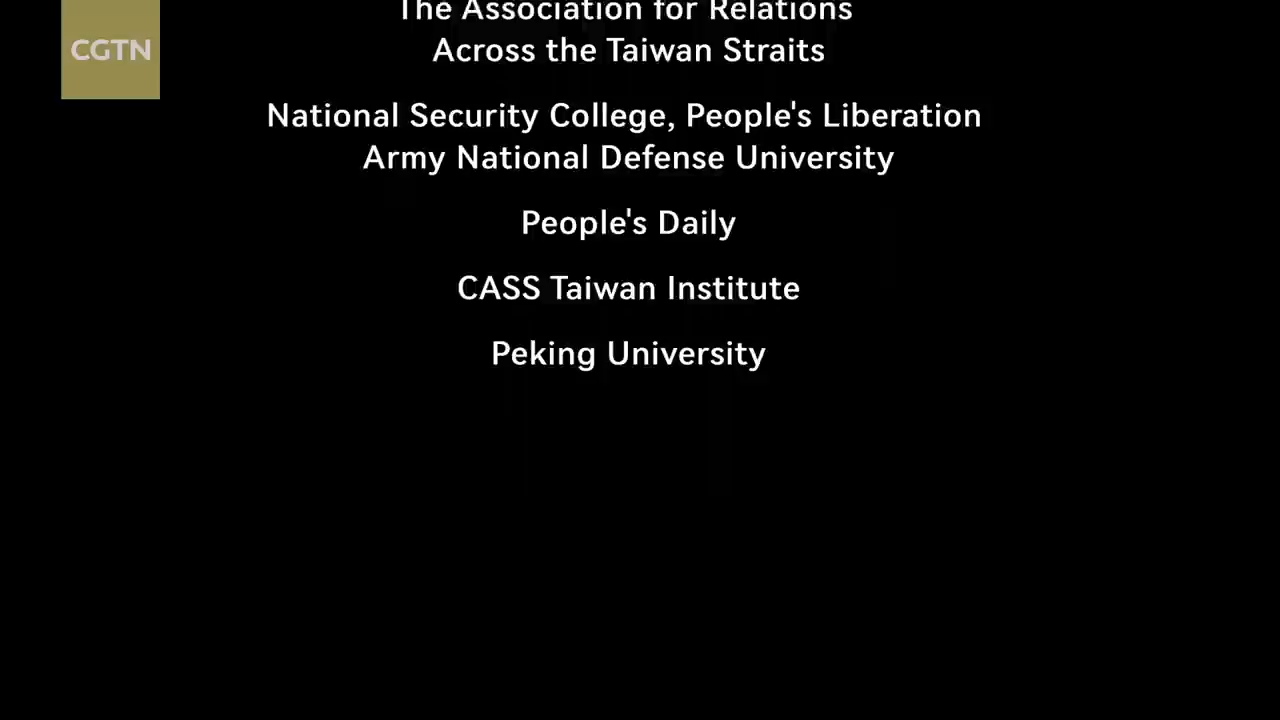 CGTN
The Association for Relations
Across the Taiwan Straits
National Security College, People's Liberation
Army National Defense University
People's Daily
CASS Taiwan Institute
Peking University